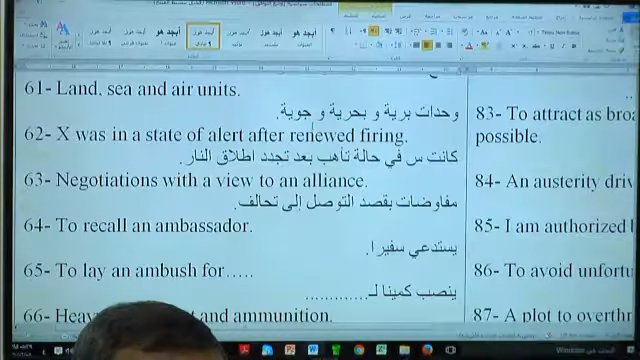 61- Land, sea and air units.
وحدات برية و بحرية و جوية.
62- X was in a state of alert after renewed firing.
كانت س في حالة تأهب بعد تجدد اطلاق النار.
63- Negotiations with a view to an alliance.
مفاوضات بقصد التوصل إلى تحالف.
64- To recall an ambassador.
يستدعي سفيرا.
65- To lay an ambush for.....
ينصب كمينا لـ.............
66- Heav t and ammunition.
83- To attract as broa
possible.
84- An austerity driv
85- I am authorized
86- To avoid unfortu
87- A plot to overthr